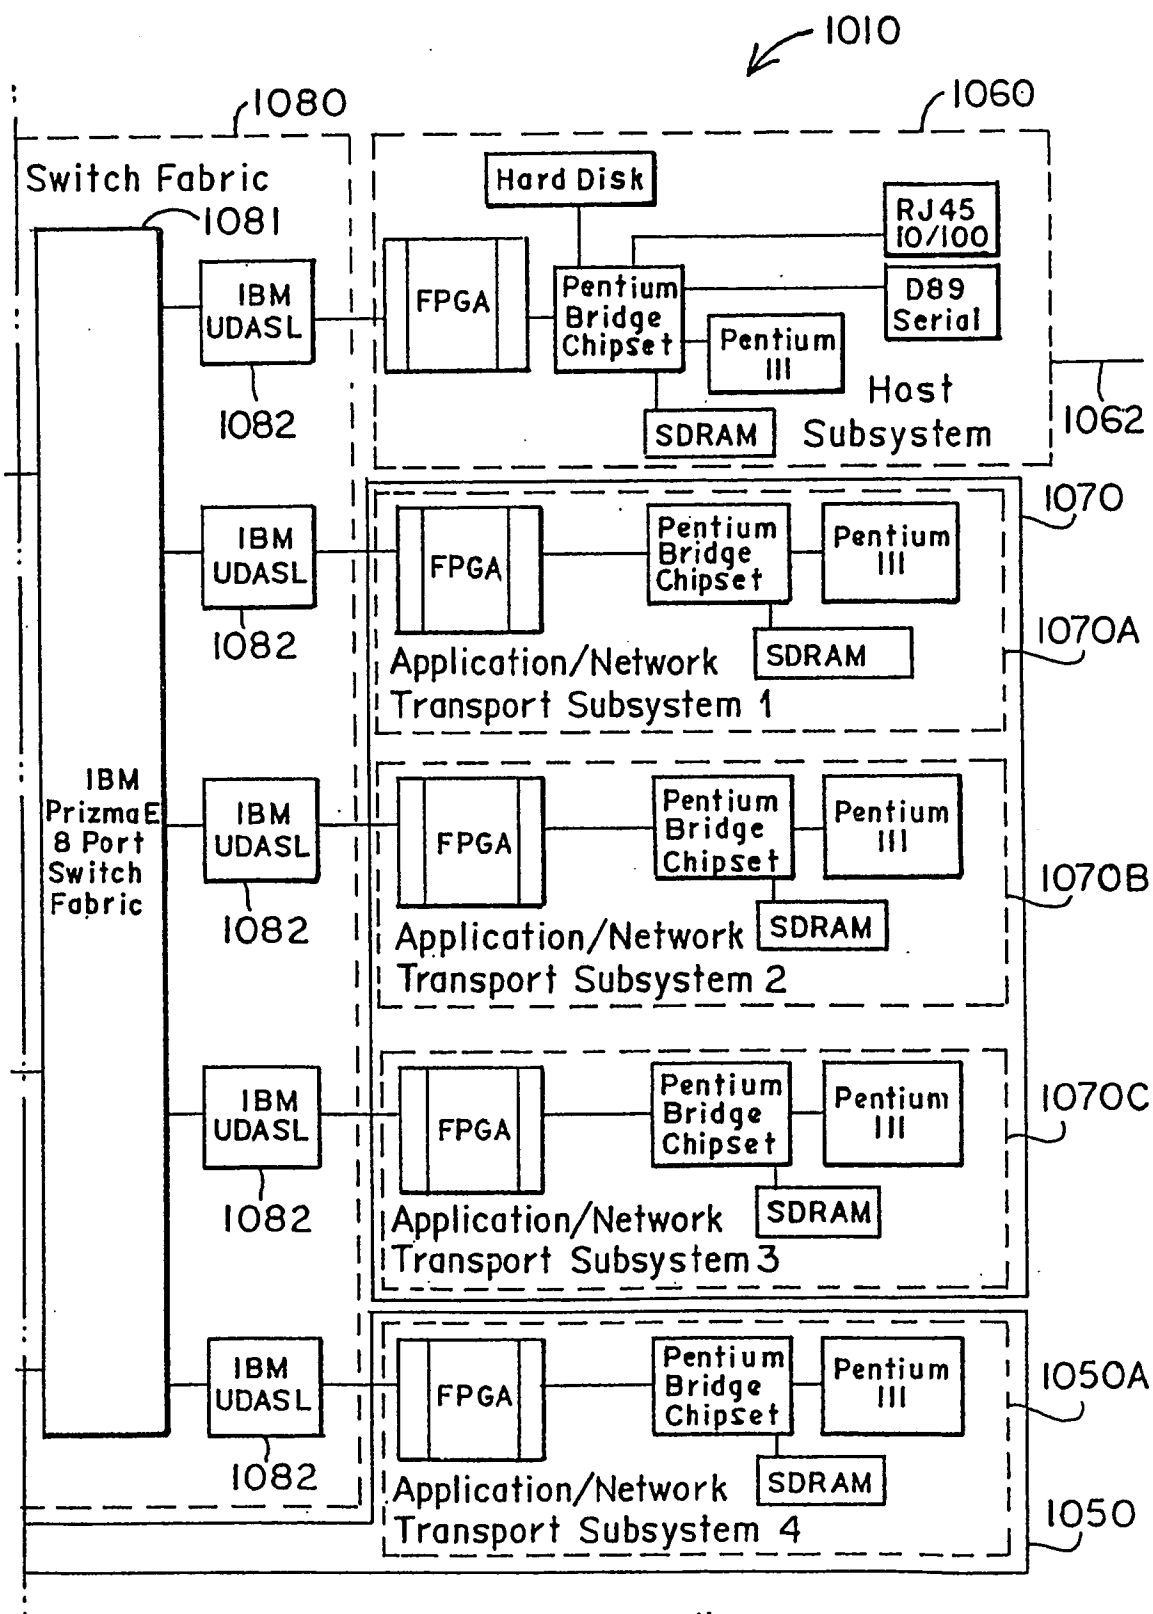 1010
1080
1060
Switch Fabric
1081
Hard Disk
RJ45
10/100
IBM
UDASL
FPGA
Pentium
Bridge
Chipset
D89
Serial
Pentium
III
1082
SDRAM
Host
Subsystem
1062
1070
IBM
UDASL
FPGA
Pentium
Bridge
Chipset
Pentium
III
1082
1070A
SDRAM
Application/Network
Transport Subsystem 1
IBM
PrizmaE
8 Port
Switch
Fabric
IBM
UDASL
FPGA
Pentium
Bridge
Chipset
Pentium
III
1070B
1082
SDRAM
Application/Network
Transport Subsystem 2
IBM
UDASL
FPGA
Pentium
Bridge
Chipset
Pentium
III
1070C
1082
SDRAM
Application/Network
Transport Subsystem 3
IBM
UDASL
FPGA
Pentium
Bridge
Chipset
Pentium
III
1050A
1082
SDRAM
Application/Network
Transport Subsystem 4
1050